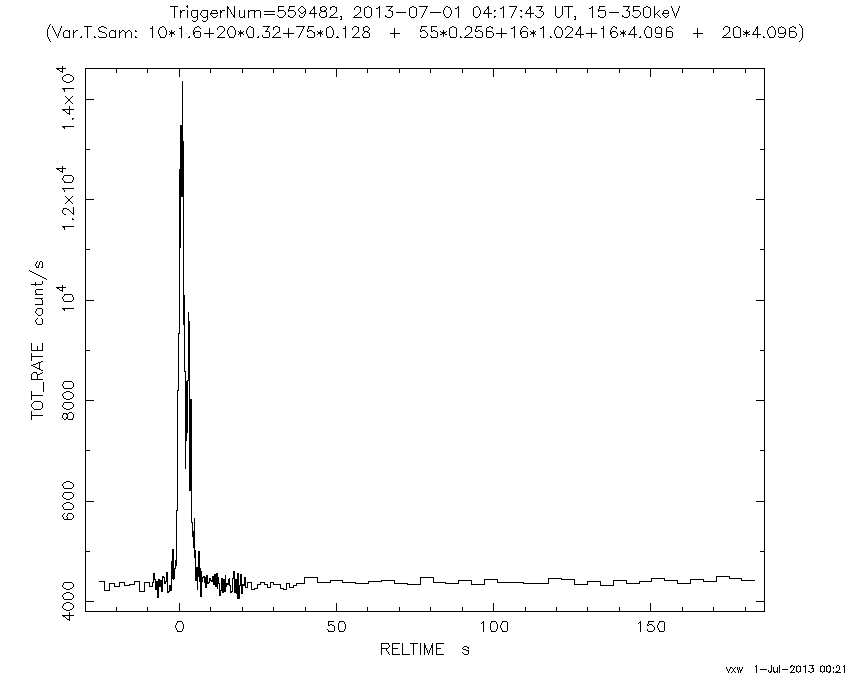 TriggerNum=559482, 2013-07-01 04:17:43 UT, 15-350keV
(Var.T.Sam: 10*1.6+20*0.32+75*0.128 + 55*0.256+16*1.024+16*4.096 + 20*4.096)
TOT_RATE count/s
1.4×10⁴
1.2×10⁴
10⁴
8000
6000
4000
0 50 100 150
RELTIME s
vxw 1-Jul-2013 00:21